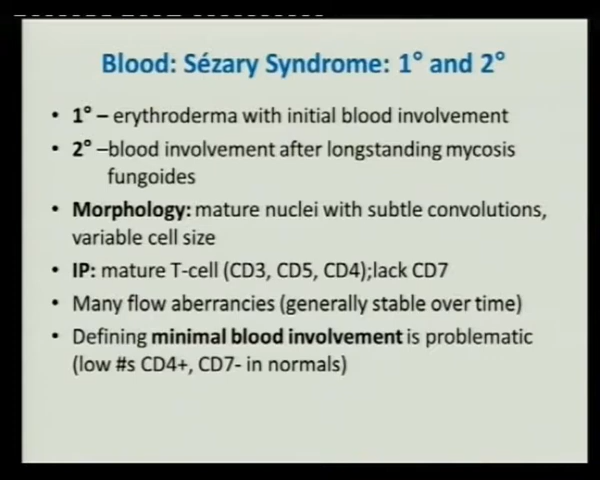 Blood: Sézary Syndrome: 1° and 2°
• 1° – erythroderma with initial blood involvement
• 2° –blood involvement after longstanding mycosis
fungoides
• Morphology: mature nuclei with subtle convolutions,
variable cell size
• IP: mature T-cell (CD3, CD5, CD4);lack CD7
• Many flow aberrancies (generally stable over time)
• Defining minimal blood involvement is problematic
(low #s CD4+, CD7- in normals)